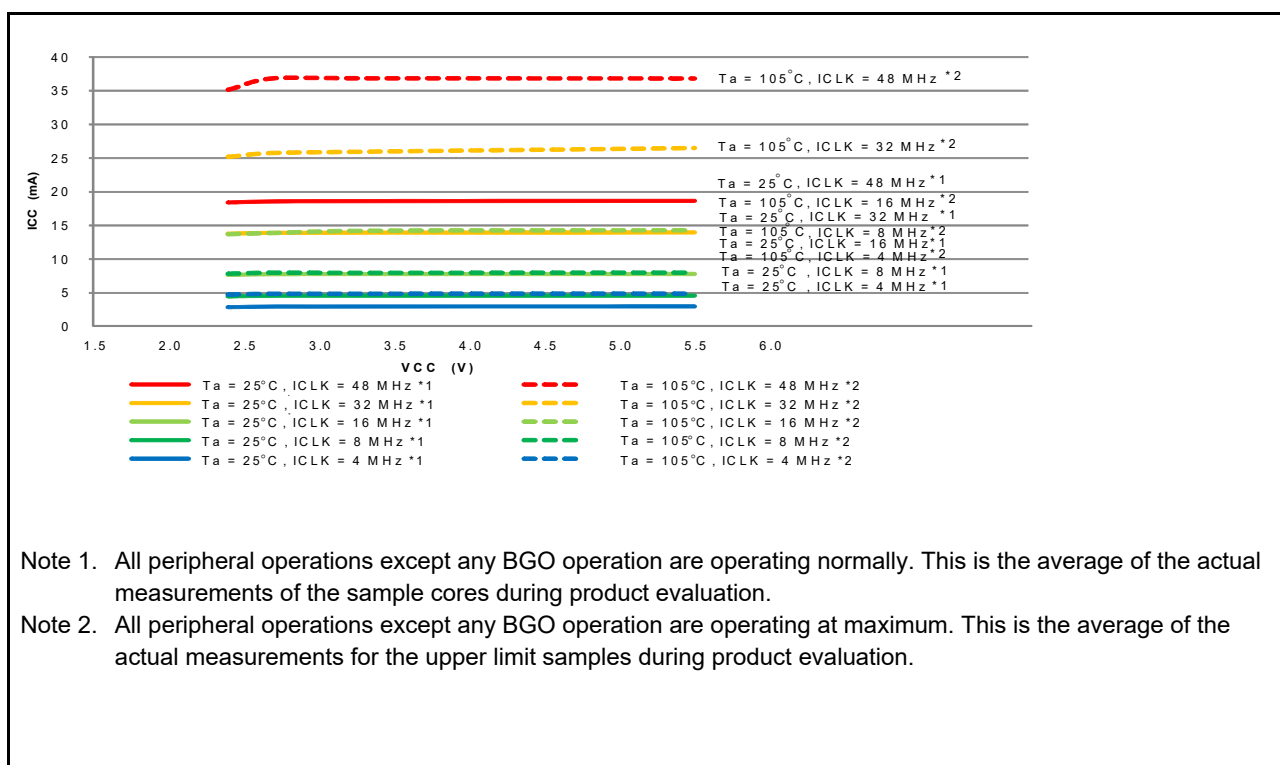 40
35
30
25
20
15
10
5
0
ICC (mA)
1.5 2.0 2.5 3.0 3.5 4.0 4.5 5.0 5.5 6.0
VCC (V)
Ta = 105°C, ICLK = 48 MHz *2
Ta = 105°C, ICLK = 32 MHz *2
Ta = 25°C, ICLK = 48 MHz *1
Ta = 105°C, ICLK = 16 MHz *2
Ta = 25°C, ICLK = 32 MHz *1
Ta = 105°C, ICLK = 8 MHz *2
Ta = 25°C, ICLK = 16 MHz *1
Ta = 105°C, ICLK = 4 MHz *2
Ta = 25°C, ICLK = 8 MHz *1
Ta = 25°C, ICLK = 4 MHz *1
Ta = 25°C, ICLK = 48 MHz *1
Ta = 25°C, ICLK = 32 MHz *1
Ta = 25°C, ICLK = 16 MHz *1
Ta = 25°C, ICLK = 8 MHz *1
Ta = 25°C, ICLK = 4 MHz *1
Ta = 105°C, ICLK = 48 MHz *2
Ta = 105°C, ICLK = 32 MHz *2
Ta = 105°C, ICLK = 16 MHz *2
Ta = 105°C, ICLK = 8 MHz *2
Ta = 105°C, ICLK = 4 MHz *2
Note 1. All peripheral operations except any BGO operation are operating normally. This is the average of the actual
measurements of the sample cores during product evaluation.
Note 2. All peripheral operations except any BGO operation are operating at maximum. This is the average of the
actual measurements for the upper limit samples during product evaluation.